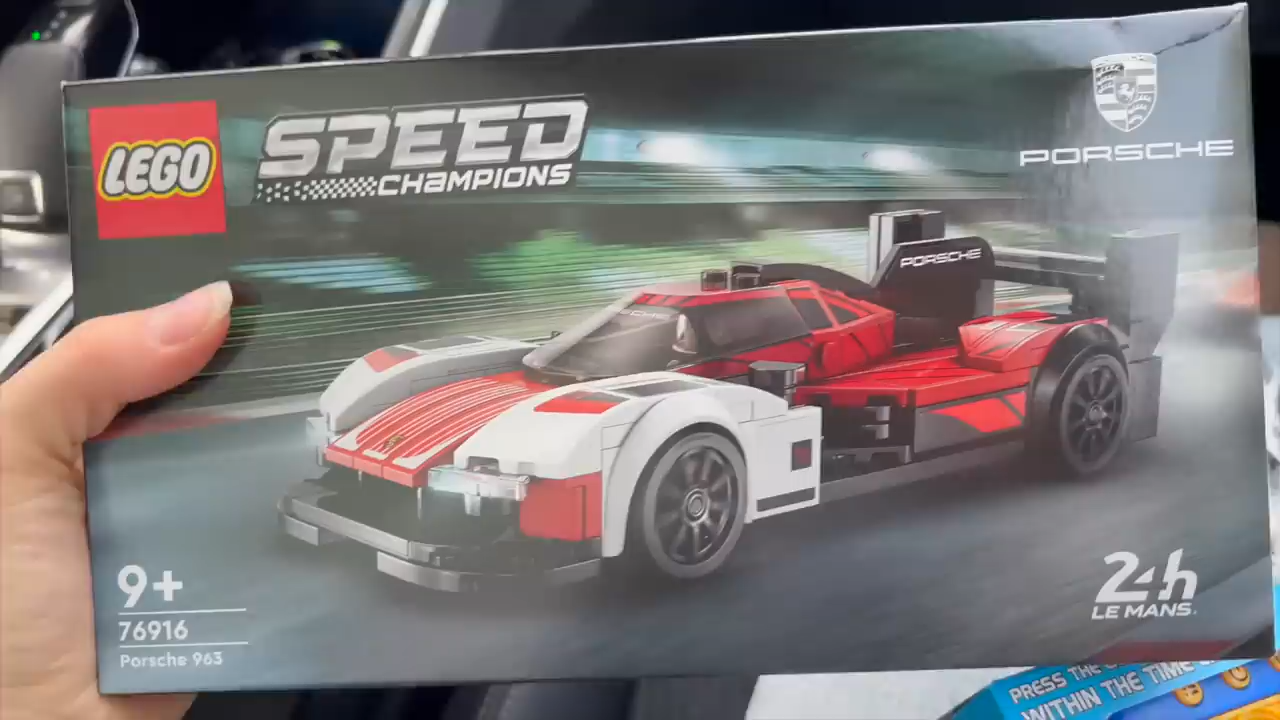 LEGO
SPEED
CHAMPIONS
PORSCHE
PORSCHE
24h
LE MANS
9+
76916
Porsche 963
PRESS THE
WITHIN THE TIME